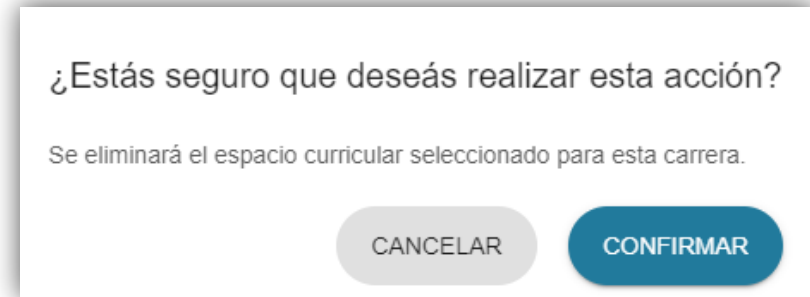 ¿Estás seguro que deseás realizar esta acción?
Se eliminará el espacio curricular seleccionado para esta carrera.
CANCELAR CONFIRMAR